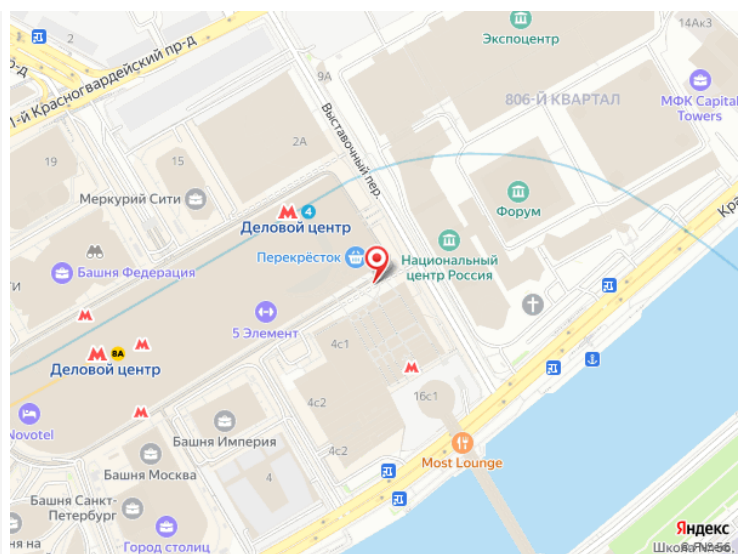 2
14Ак3
Экспоцентр
9А
1-й Красногвардейский пр-д
Выставочный пер.
806-Й КВАРТАЛ
МФК Capital
Towers
2А
19
15
Меркурий Сити
Форум
4
Деловой центр
Перекрёсток
Национальный
центр Россия
Башня Федерация
5 Элемент
8А
Деловой центр
4с1
4с2
16с1
Novotel
Башня Империя
4с2
Most Lounge
Башня Москва
4
Башня Санкт-
Петербург
Город столиц
Яндекс